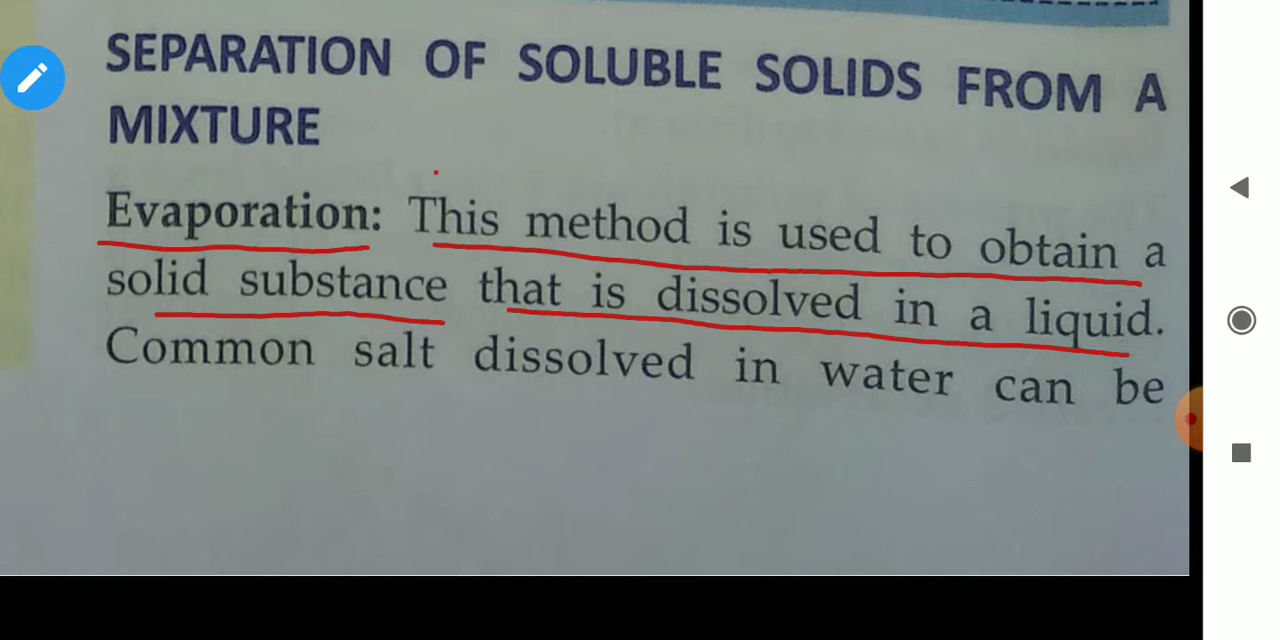 SEPARATION OF SOLUBLE SOLIDS FROM A
MIXTURE
Evaporation: This method is used to obtain a
solid substance that is dissolved in a liquid.
Common salt dissolved in water can be